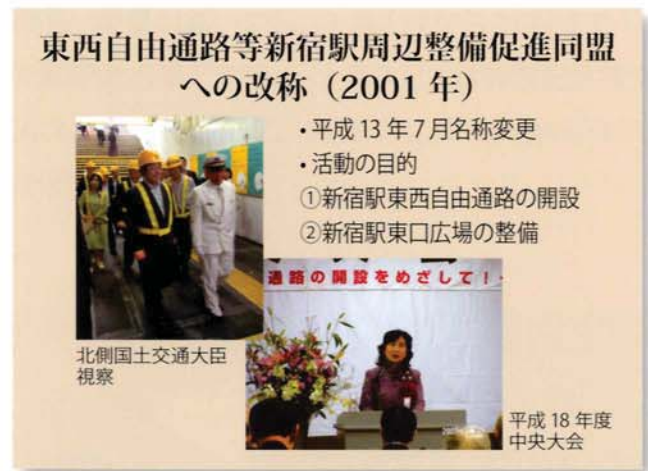 東西自由通路等新宿駅周辺整備促進同盟
への改称（2001 年）
・平成 13 年 7 月名称変更
・活動の目的
①新宿駅東西自由通路の開設
②新宿駅東口広場の整備
通路の開設をめざして！
北側国土交通大臣
視察
平成 18 年度
中央大会